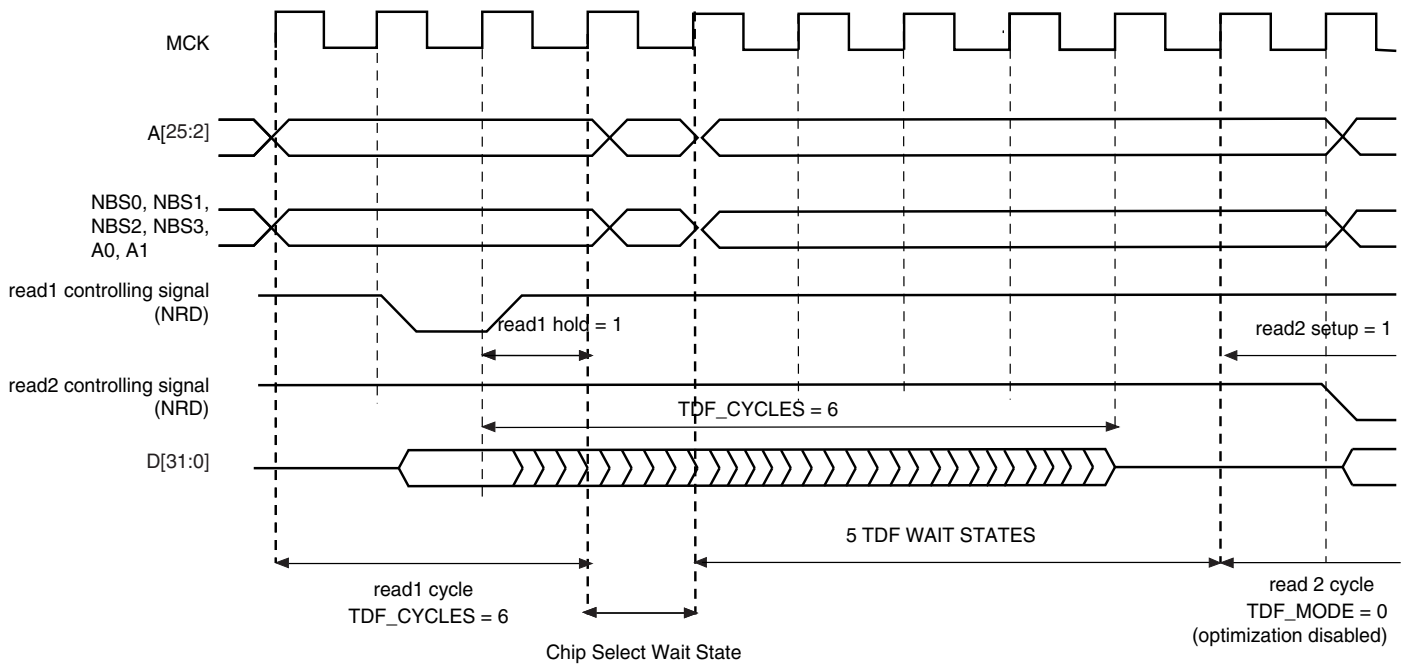 MCK
A[25:2]
NBS0, NBS1,
NBS2, NBS3,
A0, A1
read1 controlling signal
(NRD)
read1 hold = 1
read2 setup = 1
read2 controlling signal
(NRD)
TDF_CYCLES = 6
D[31:0]
5 TDF WAIT STATES
read1 cycle
TDF_CYCLES = 6
Chip Select Wait State
read 2 cycle
TDF_MODE = 0
(optimization disabled)